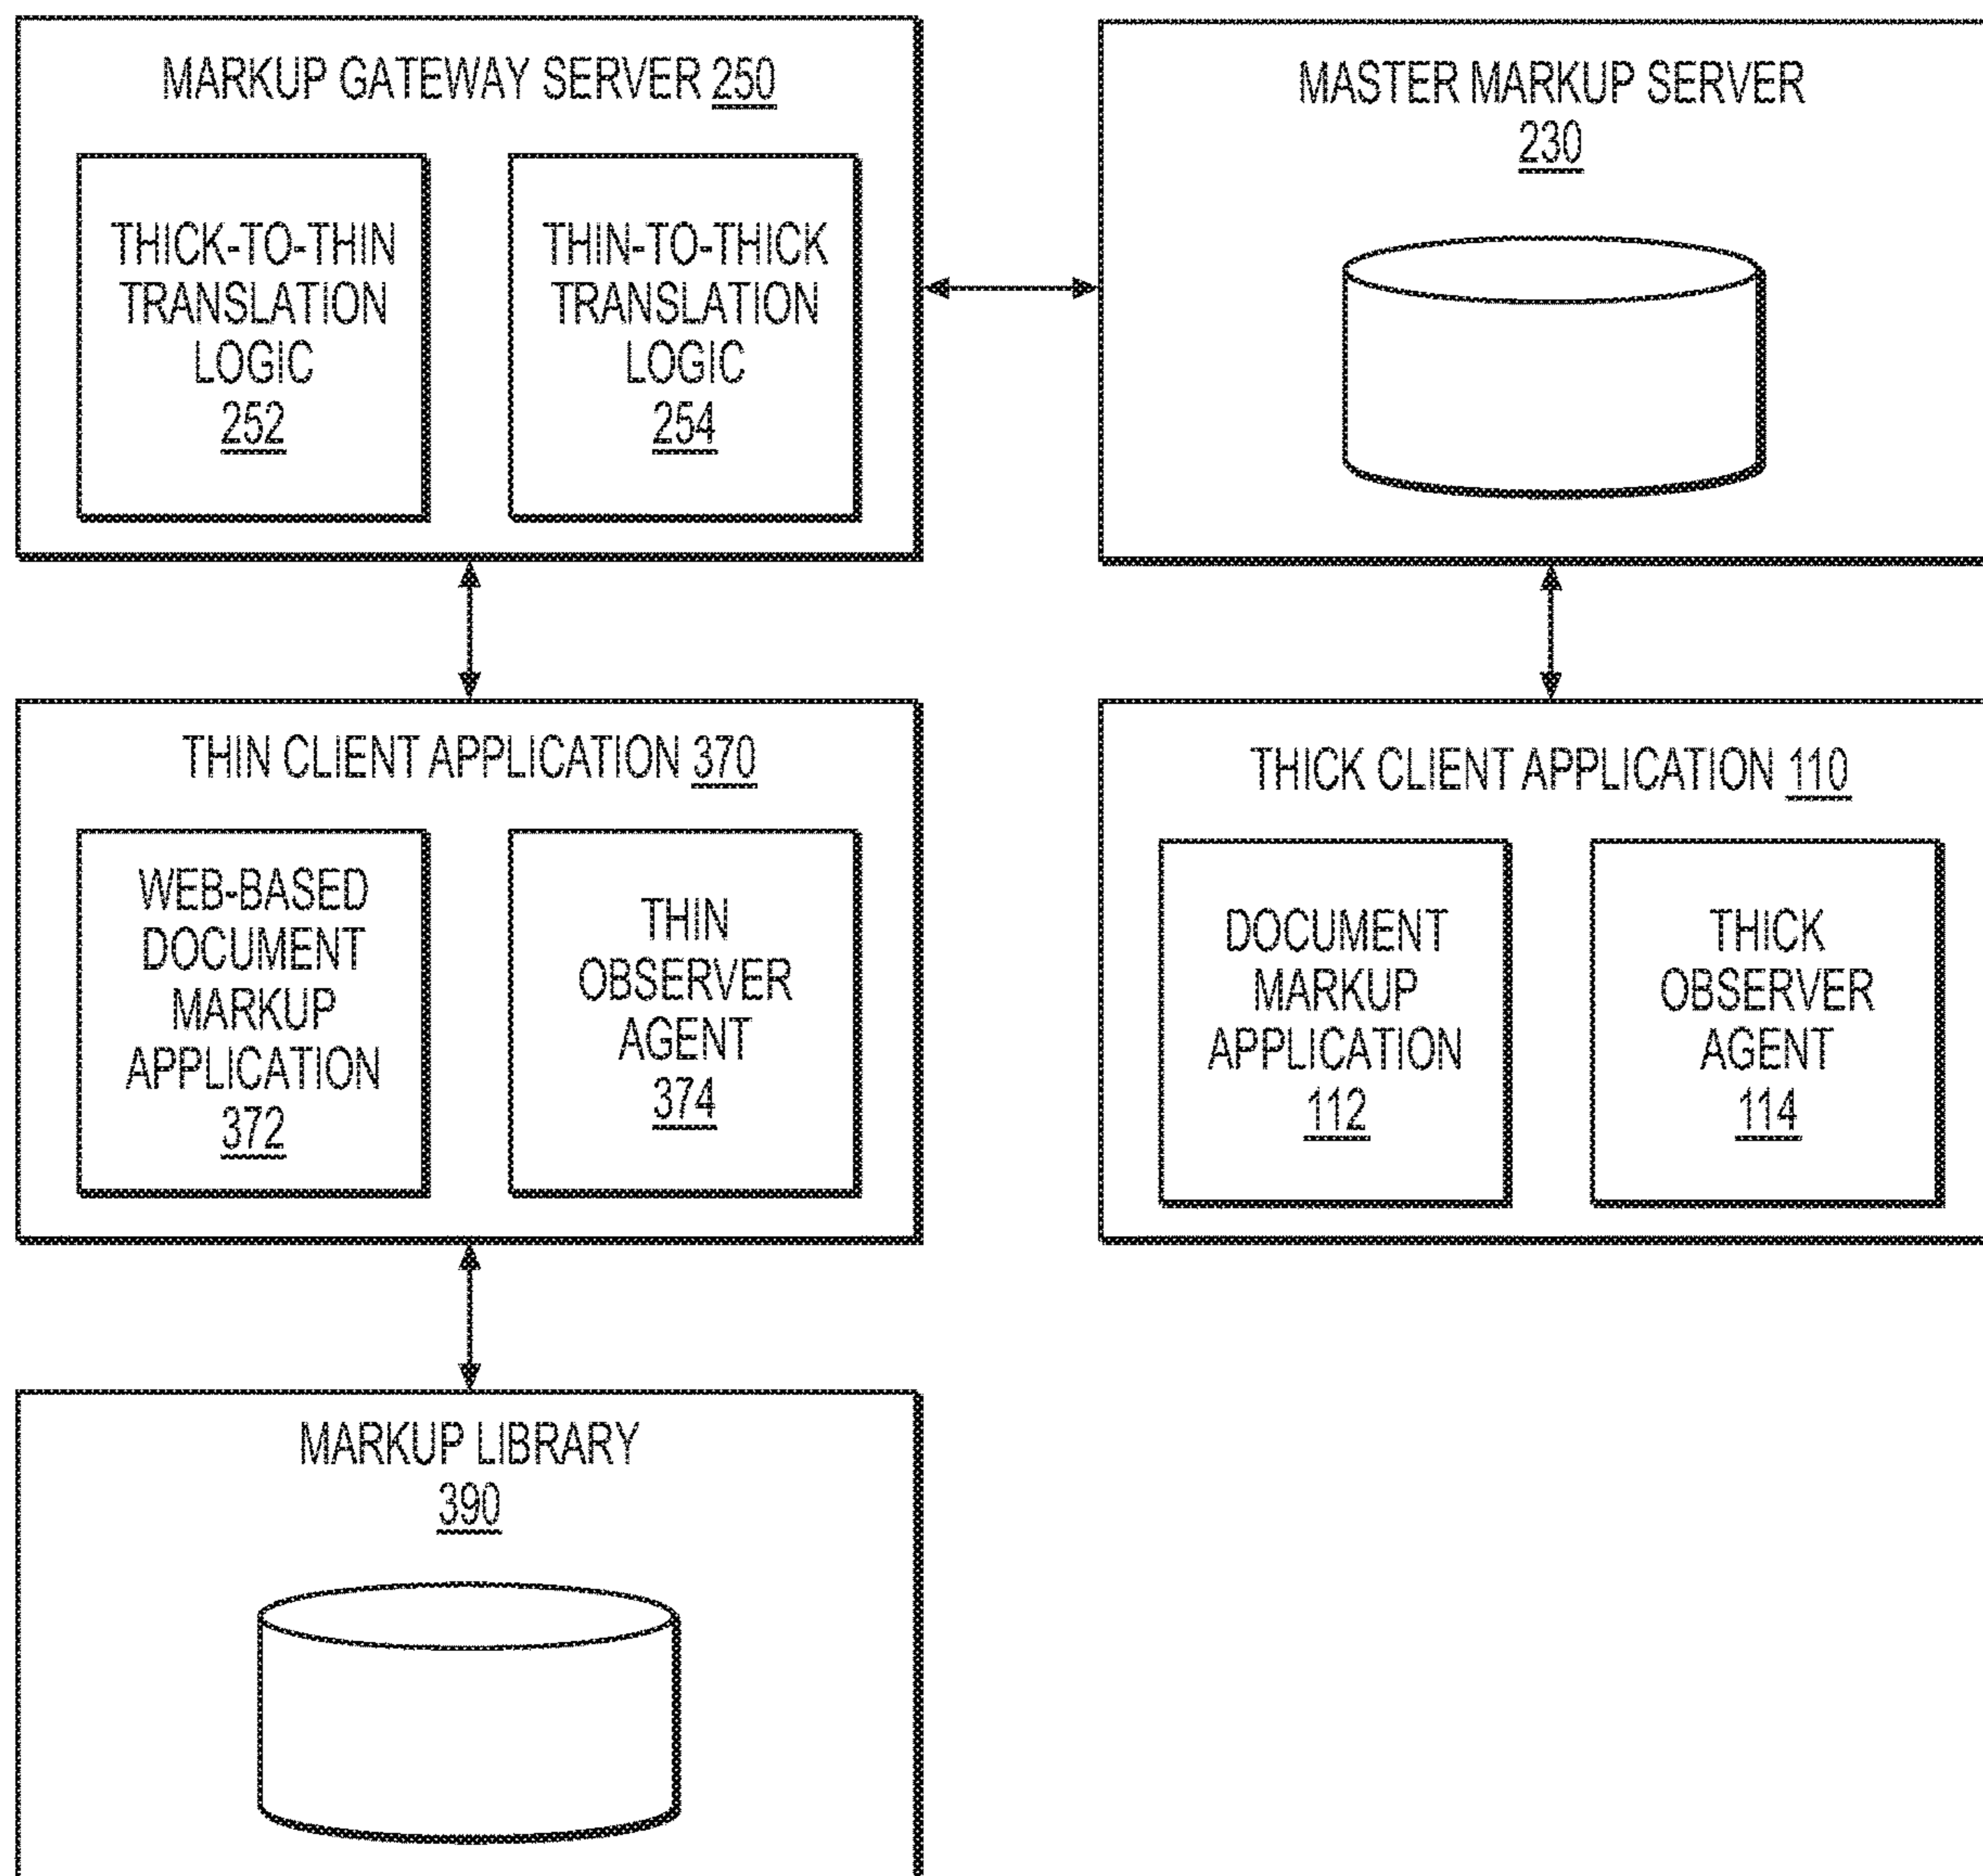 MARKUP GATEWAY SERVER 250
THICK-TO-THIN
TRANSLATION
LOGIC
252
THIN-TO-THICK
TRANSLATION
LOGIC
254
MASTER MARKUP SERVER
230
THIN CLIENT APPLICATION 370
WEB-BASED
DOCUMENT
MARKUP
APPLICATION
372
THIN
OBSERVER
AGENT
374
THICK CLIENT APPLICATION 110
DOCUMENT
MARKUP
APPLICATION
112
THICK
OBSERVER
AGENT
114
MARKUP LIBRARY
390